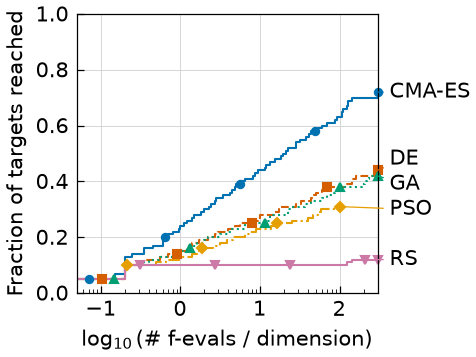 Fraction of targets reached
1.0
0.8
0.6
0.4
0.2
0.0
−1
0
1
2
log₁₀ (# f-evals / dimension)
CMA-ES
DE
GA
PSO
RS